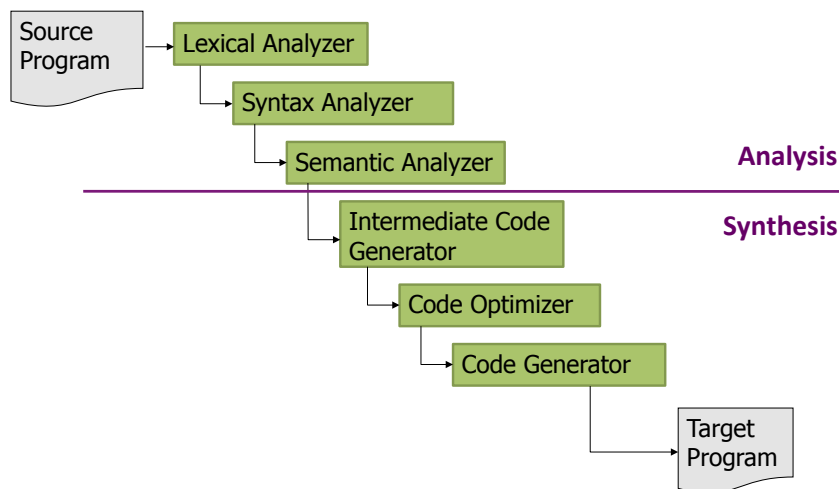 Source
Program
Lexical Analyzer
Syntax Analyzer
Semantic Analyzer
Analysis
Synthesis
Intermediate Code
Generator
Code Optimizer
Code Generator
Target
Program